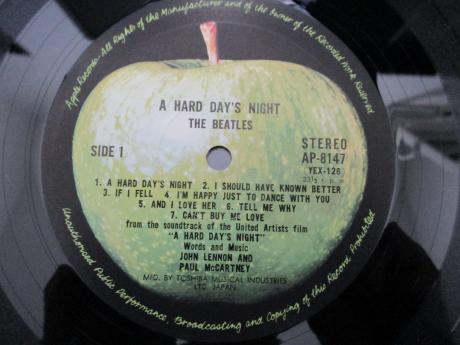 Apple Records-All Rights of the Manufacturer and of the Owner of the Recorded Work Reserved
A HARD DAY'S NIGHT
THE BEATLES
SIDE 1
STEREO
AP-8147
YEX-126
33⅓ r. p. m.
1. A HARD DAY'S NIGHT 2. I SHOULD HAVE KNOWN BETTER
3. IF I FELL 4. I'M HAPPY JUST TO DANCE WITH YOU
5. AND I LOVE HER 6. TELL ME WHY
7. CAN'T BUY ME LOVE
from the soundtrack of the United Artists film
"A HARD DAY'S NIGHT"
Words and Music
JOHN LENNON AND
PAUL McCARTNEY
MFD. BY TOSHIBA MUSICAL INDUSTRIES
LTD. JAPAN
Unauthorised Public Performance, Broadcasting and Copying of this Record Prohibited